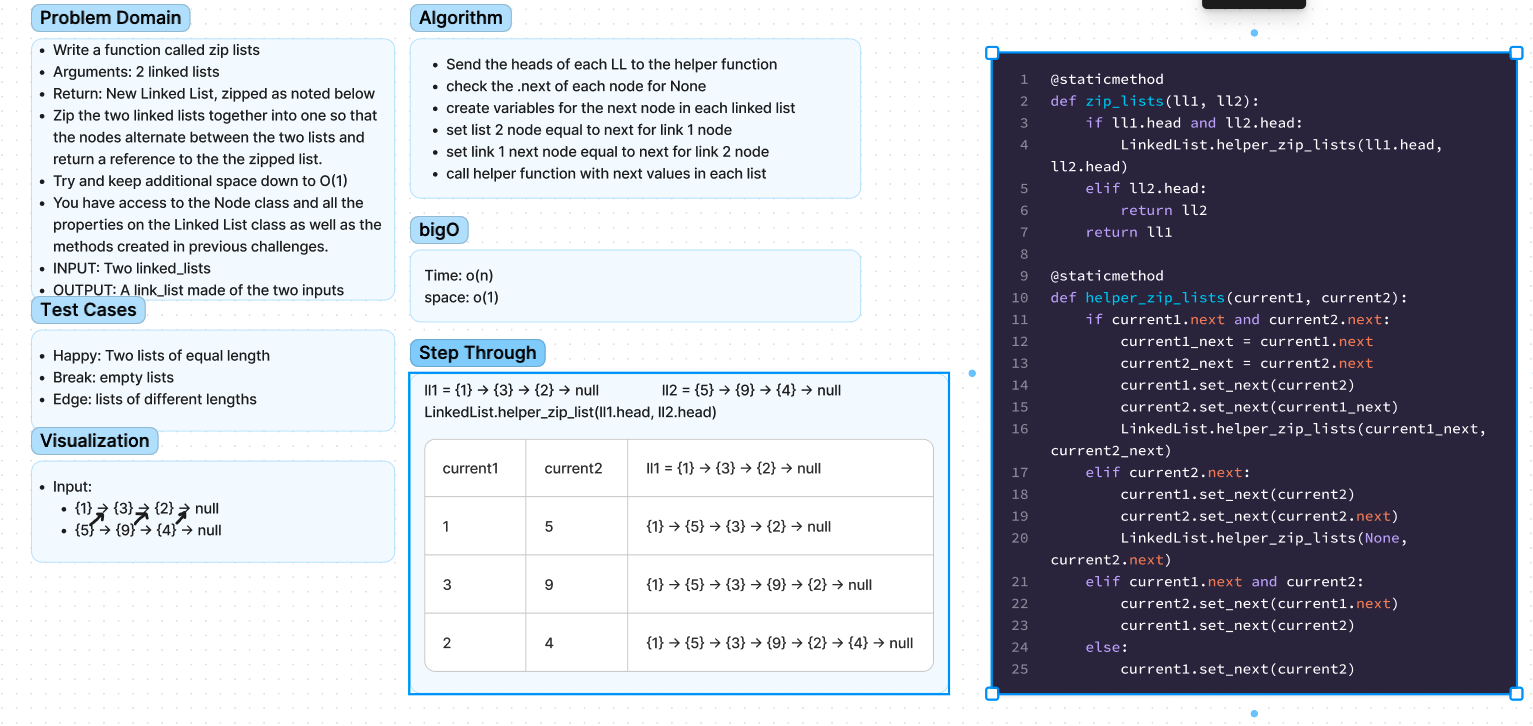 Problem Domain
• Write a function called zip lists
• Arguments: 2 linked lists
• Return: New Linked List, zipped as noted below
• Zip the two linked lists together into one so that
the nodes alternate between the two lists and
return a reference to the the zipped list.
• Try and keep additional space down to O(1)
• You have access to the Node class and all the
properties on the Linked List class as well as the
methods created in previous challenges.
• INPUT: Two linked_lists
• OUTPUT: A link_list made of the two inputs
Test Cases
• Happy: Two lists of equal length
• Break: empty lists
• Edge: lists of different lengths
Visualization
• Input:
• {1} → {3} → {2} → null
• {5} → {9} → {4} → null
Algorithm
• Send the heads of each LL to the helper function
• check the .next of each node for None
• create variables for the next node in each linked list
• set list 2 node equal to next for link 1 node
• set link 1 next node equal to next for link 2 node
• call helper function with next values in each list
bigO
Time: o(n)
space: o(1)
Step Through
ll1 = {1} → {3} → {2} → null ll2 = {5} → {9} → {4} → null
LinkedList.helper_zip_list(ll1.head, ll2.head)
current1 current2 ll1 = {1} → {3} → {2} → null
1 5 {1} → {5} → {3} → {2} → null
3 9 {1} → {5} → {3} → {9} → {2} → null
2 4 {1} → {5} → {3} → {9} → {2} → {4} → null
1 @staticmethod
2 def zip_lists(ll1, ll2):
3 if ll1.head and ll2.head:
4 LinkedList.helper_zip_lists(ll1.head,
ll2.head)
5 elif ll2.head:
6 return ll2
7 return ll1
8
9 @staticmethod
10 def helper_zip_lists(current1, current2):
11 if current1.next and current2.next:
12 current1_next = current1.next
13 current2_next = current2.next
14 current1.set_next(current2)
15 current2.set_next(current1_next)
16 LinkedList.helper_zip_lists(current1_next,
current2_next)
17 elif current2.next:
18 current1.set_next(current2)
19 current2.set_next(current2.next)
20 LinkedList.helper_zip_lists(None,
current2.next)
21 elif current1.next and current2:
22 current2.set_next(current1.next)
23 current1.set_next(current2)
24 else:
25 current1.set_next(current2)